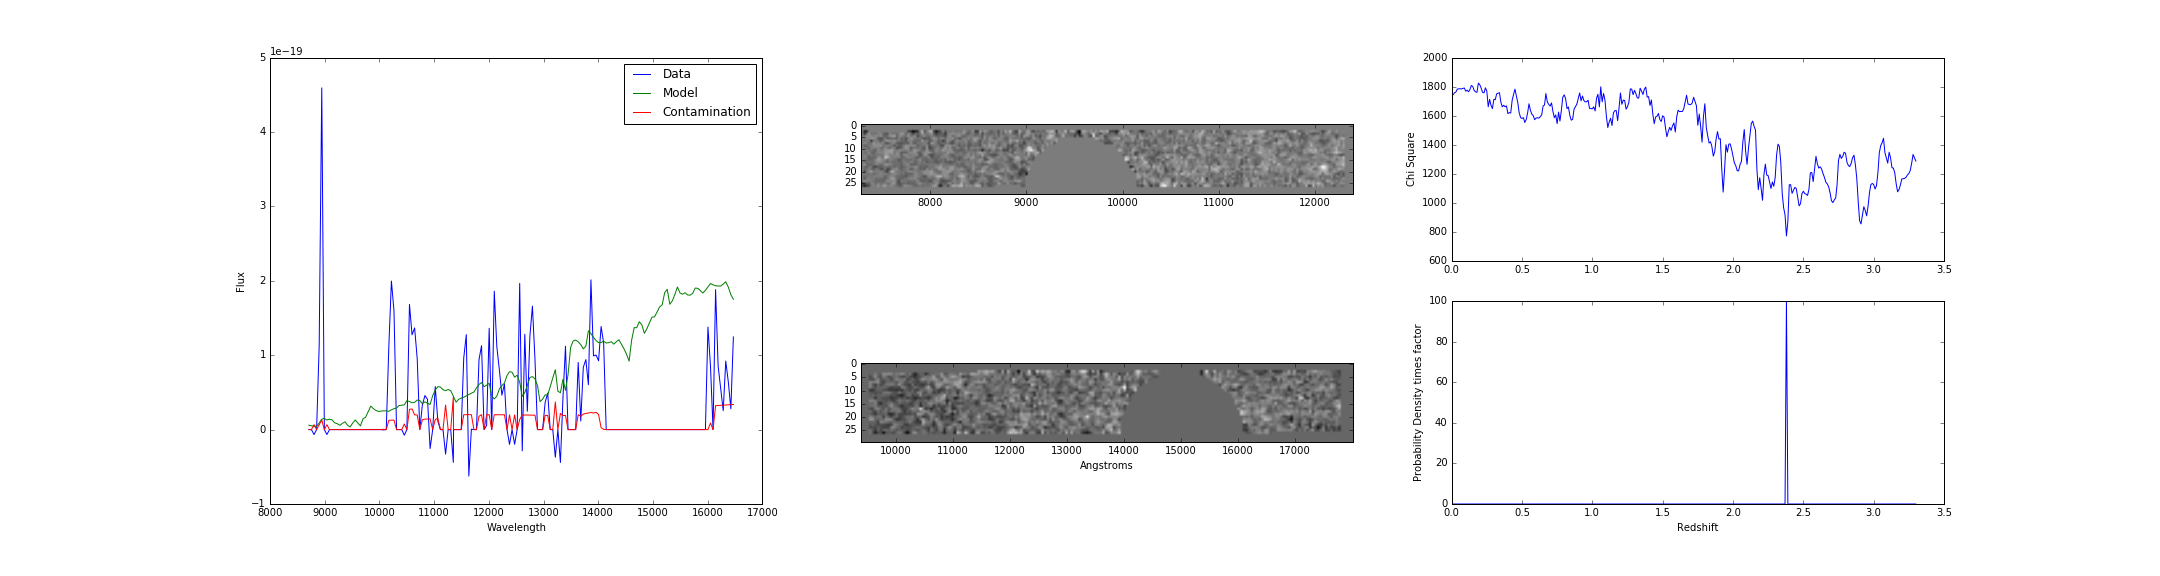 1e−19
5
4
3
2
1
0
−1
8000 9000 10000 11000 12000 13000 14000 15000 16000 17000
Wavelength
Flux
Data
Model
Contamination
0
5
10
15
20
25
8000 9000 10000 11000 12000
0
5
10
15
20
25
10000 11000 12000 13000 14000 15000 16000 17000
Angstroms
2000
1800
1600
1400
1200
1000
800
600
Chi Square
0.0 0.5 1.0 1.5 2.0 2.5 3.0 3.5
100
80
60
40
20
0
Probability Density times factor
0.0 0.5 1.0 1.5 2.0 2.5 3.0 3.5
Redshift